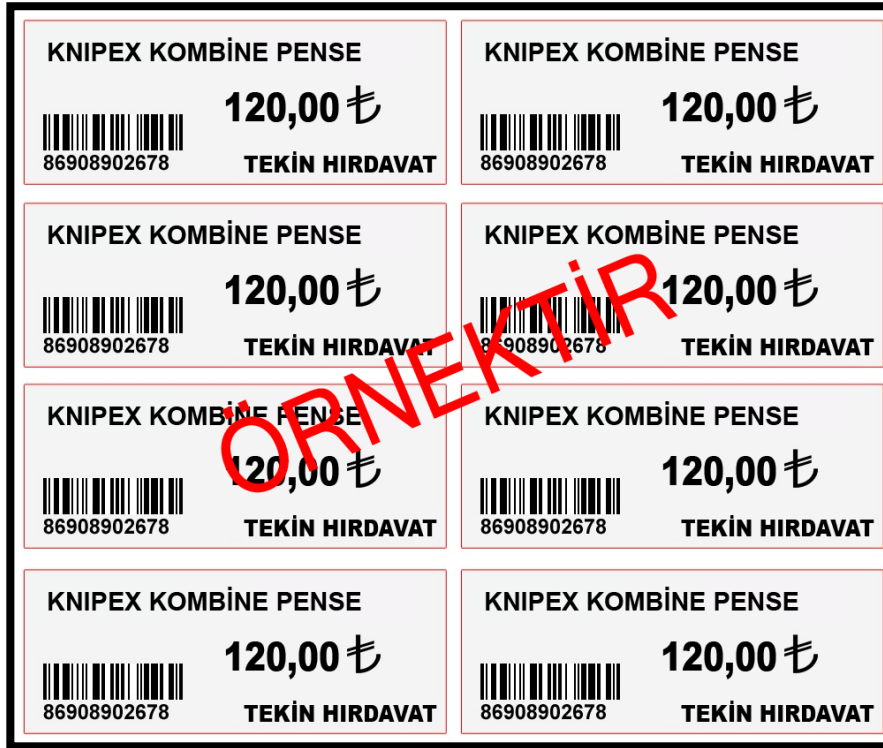 KNIPEX KOMBİNE PENSE
120,00 ₺
86908902678
TEKİN HIRDAVAT
KNIPEX KOMBİNE PENSE
120,00 ₺
86908902678
TEKİN HIRDAVAT
KNIPEX KOMBİNE PENSE
120,00 ₺
86908902678
TEKİN HIRDAVAT
KNIPEX KOMBİNE PENSE
120,00 ₺
86908902678
TEKİN HIRDAVAT
ÖRNEKTİR
KNIPEX KOMBİNE PENSE
120,00 ₺
86908902678
TEKİN HIRDAVAT
KNIPEX KOMBİNE PENSE
120,00 ₺
86908902678
TEKİN HIRDAVAT
KNIPEX KOMBİNE PENSE
120,00 ₺
86908902678
TEKİN HIRDAVAT
KNIPEX KOMBİNE PENSE
120,00 ₺
86908902678
TEKİN HIRDAVAT